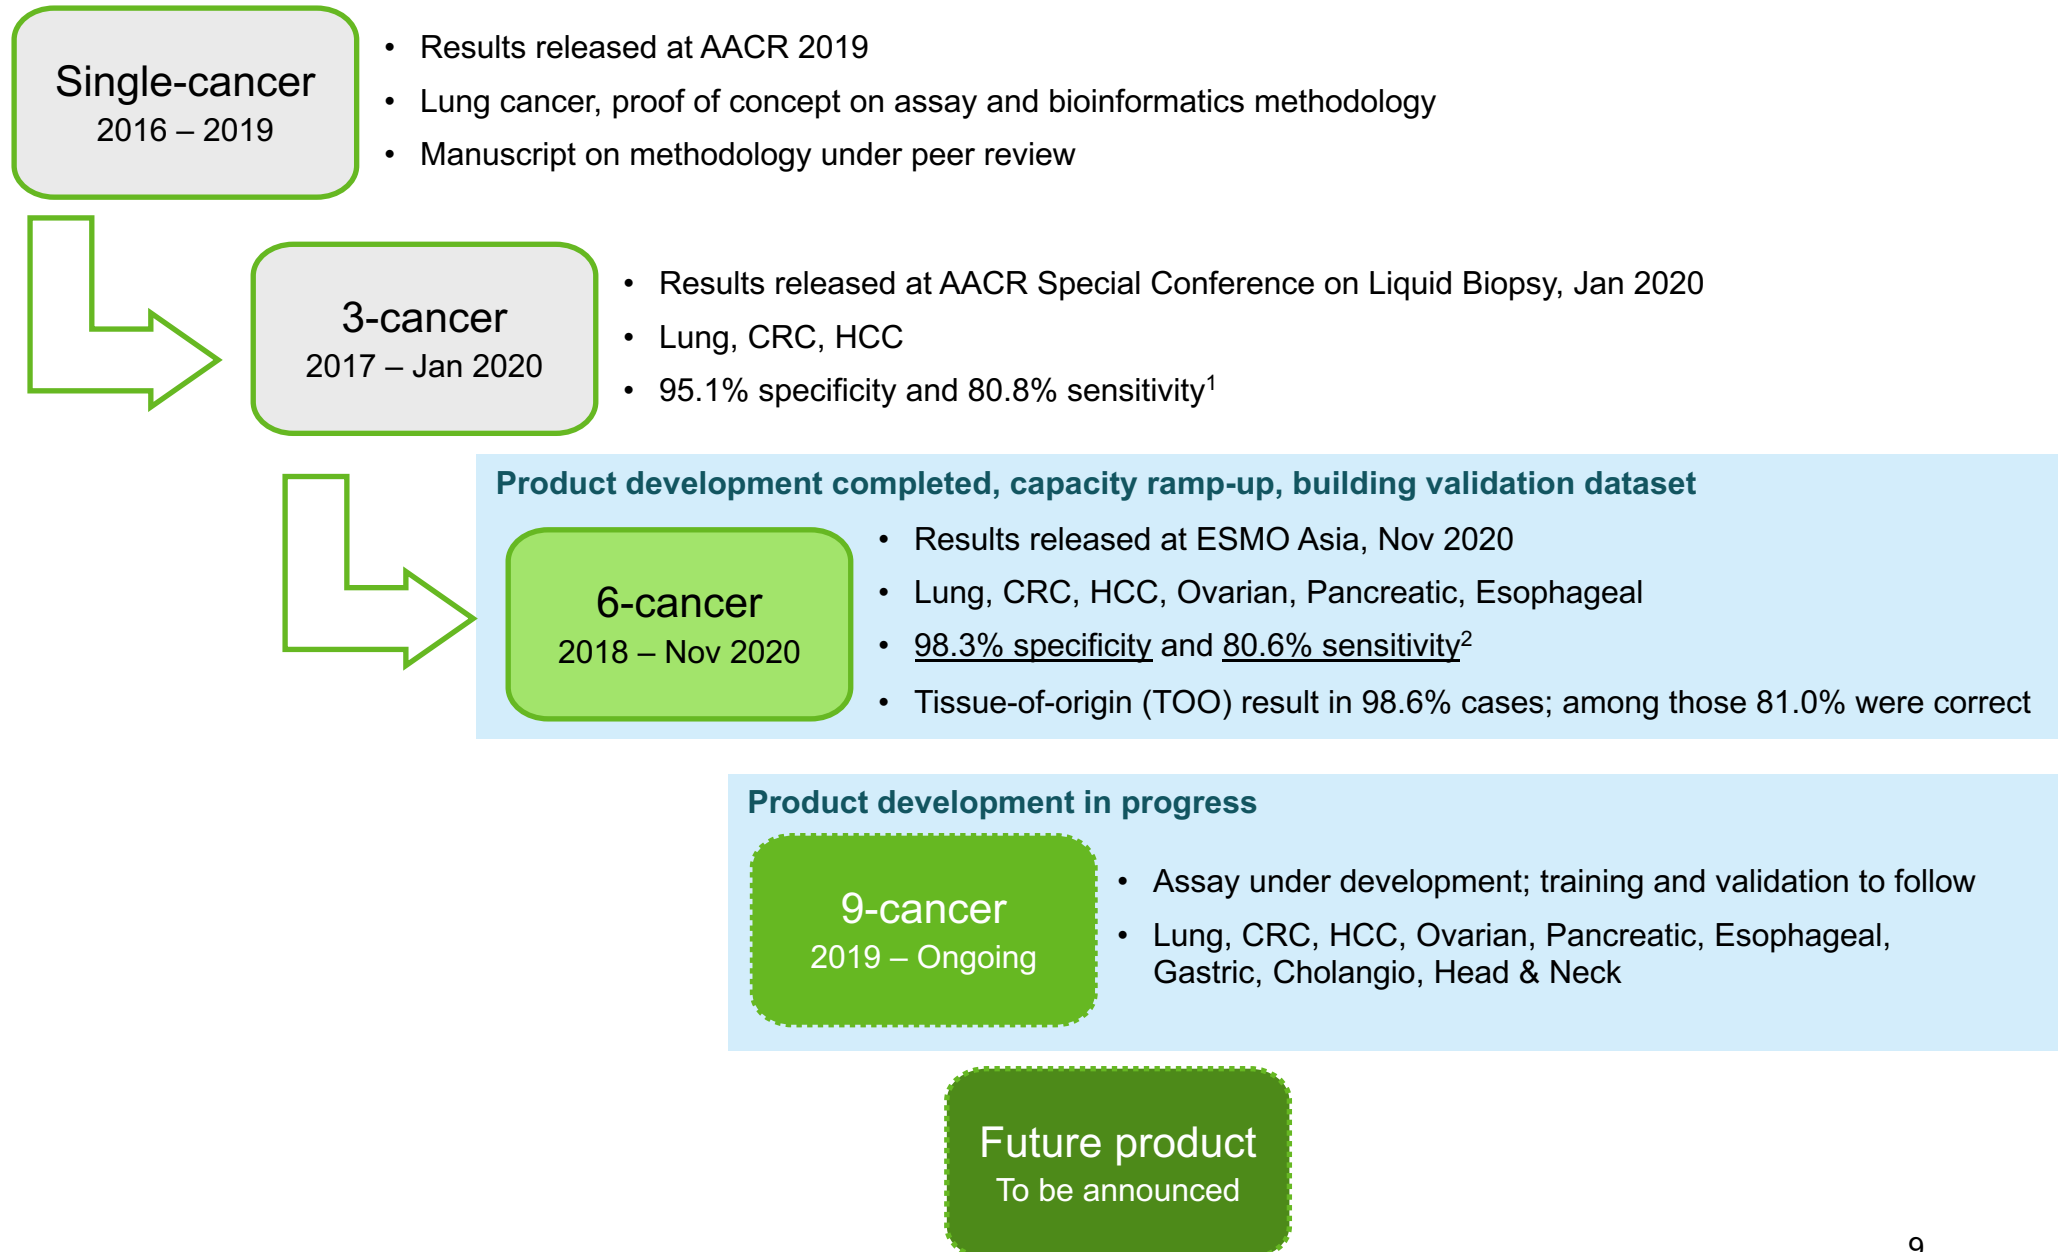 Single-cancer
2016 – 2019
• Results released at AACR 2019
• Lung cancer, proof of concept on assay and bioinformatics methodology
• Manuscript on methodology under peer review
3-cancer
2017 – Jan 2020
• Results released at AACR Special Conference on Liquid Biopsy, Jan 2020
• Lung, CRC, HCC
• 95.1% specificity and 80.8% sensitivity¹
Product development completed, capacity ramp-up, building validation dataset
6-cancer
2018 – Nov 2020
• Results released at ESMO Asia, Nov 2020
• Lung, CRC, HCC, Ovarian, Pancreatic, Esophageal
• 98.3% specificity and 80.6% sensitivity²
• Tissue-of-origin (TOO) result in 98.6% cases; among those 81.0% were correct
Product development in progress
9-cancer
2019 – Ongoing
• Assay under development; training and validation to follow
• Lung, CRC, HCC, Ovarian, Pancreatic, Esophageal,
Gastric, Cholangio, Head & Neck
Future product
To be announced
9